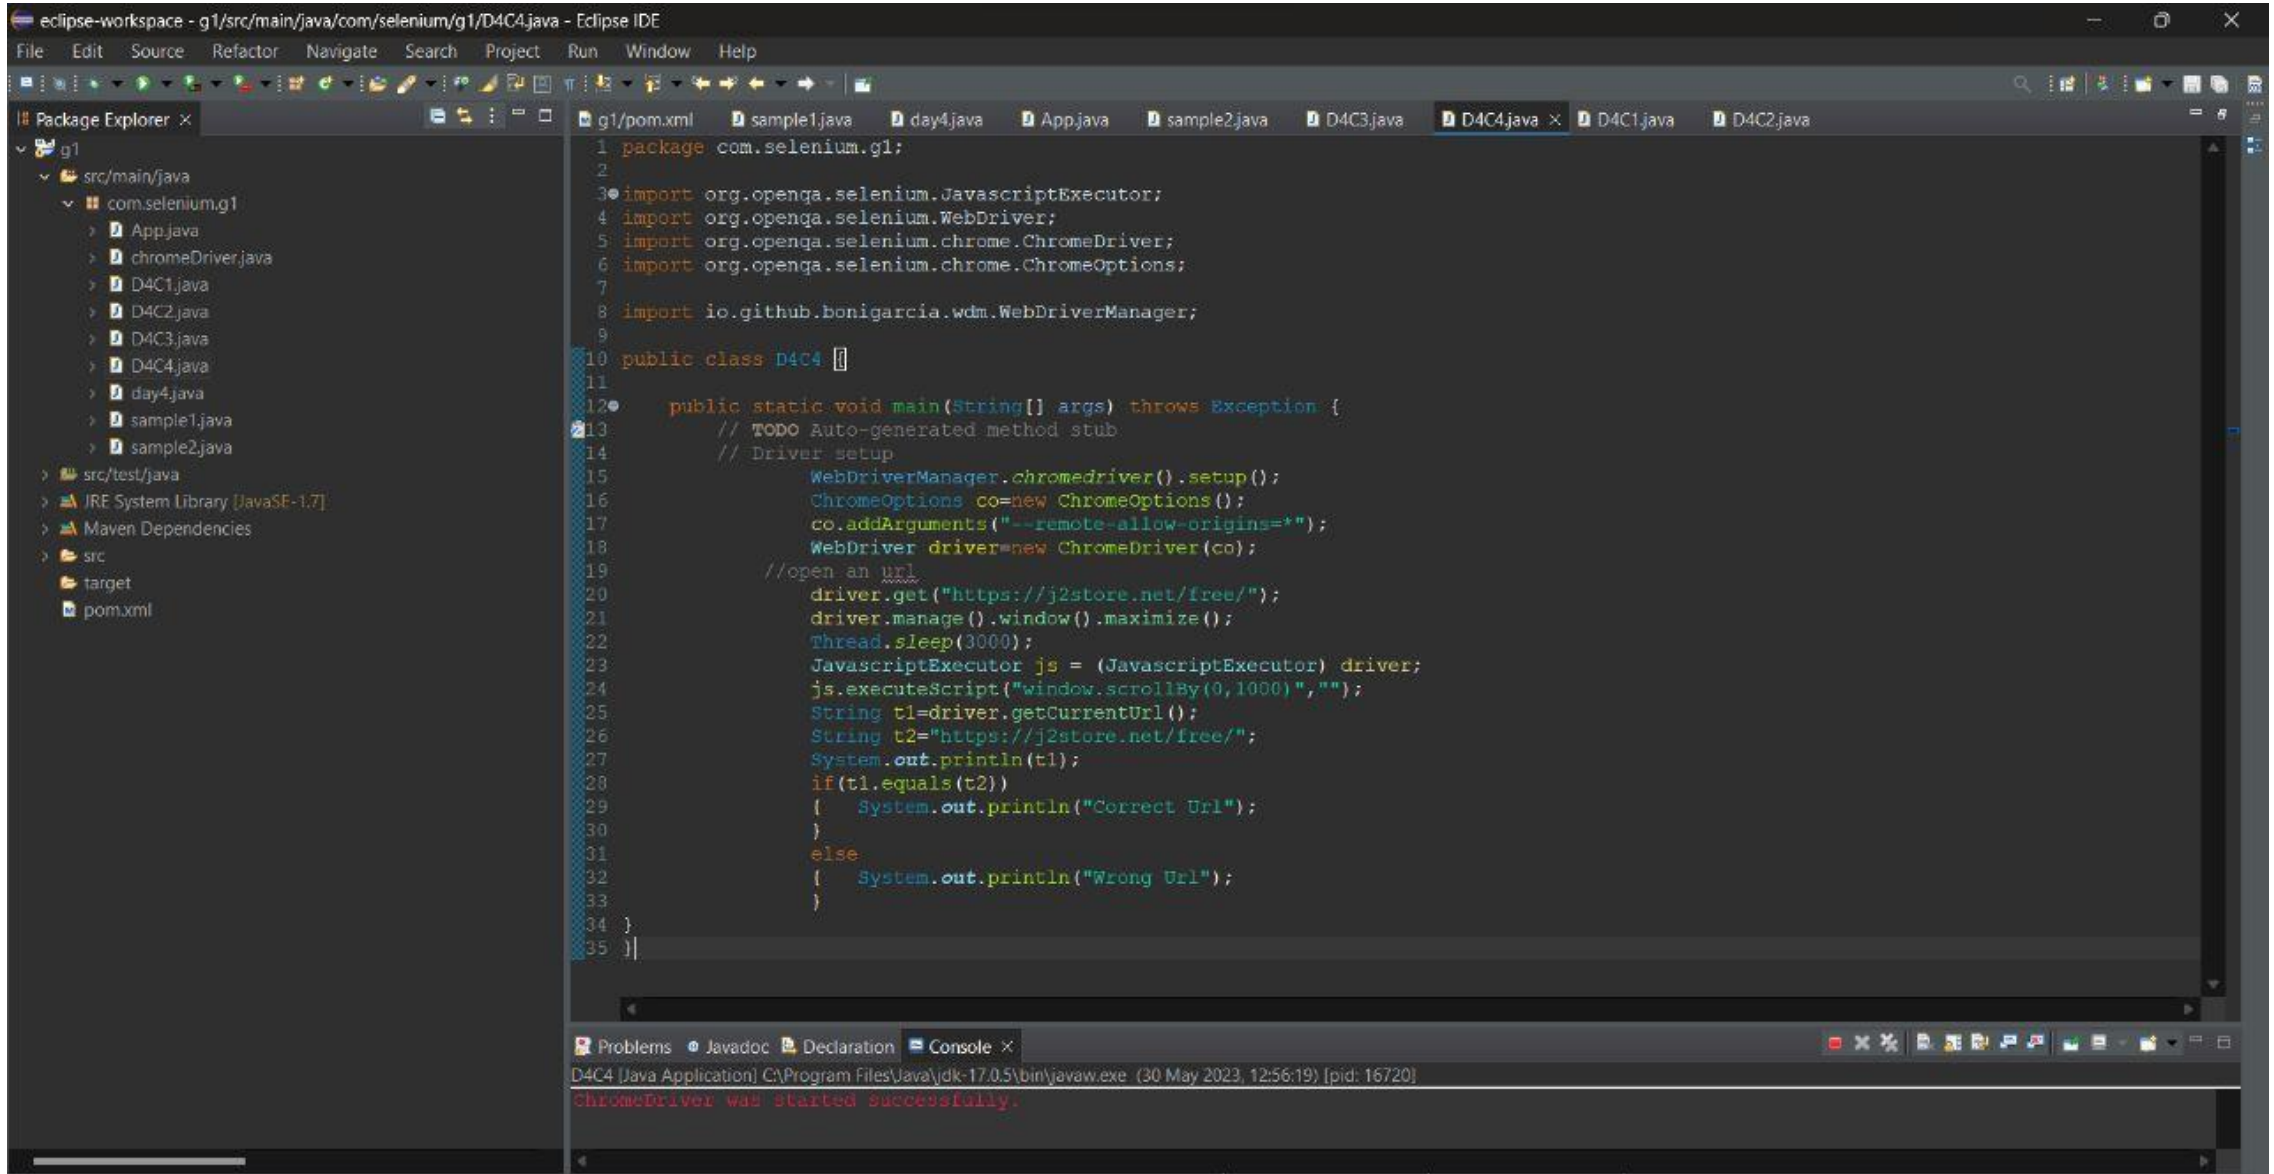 eclipse-workspace - g1/src/main/java/com/selenium/g1/D4C4.java - Eclipse IDE
File Edit Source Refactor Navigate Search Project Run Window Help
Package Explorer
g1
src/main/java
com.selenium.g1
App.java
chromeDriver.java
D4C1.java
D4C2.java
D4C3.java
D4C4.java
day4.java
sample1.java
sample2.java
src/test/java
JRE System Library [JavaSE-1.7]
Maven Dependencies
src
target
pom.xml
g1/pom.xml sample1.java day4.java App.java sample2.java D4C3.java D4C4.java D4C1.java D4C2.java
1 package com.selenium.g1;
2
3 import org.openqa.selenium.JavascriptExecutor;
4 import org.openqa.selenium.WebDriver;
5 import org.openqa.selenium.chrome.ChromeDriver;
6 import org.openqa.selenium.chrome.ChromeOptions;
7
8 import io.github.bonigarcia.wdm.WebDriverManager;
9
10 public class D4C4 {
11
12 public static void main(String[] args) throws Exception {
13 // TODO Auto-generated method stub
14 // Driver setup
15 WebDriverManager.chromedriver().setup();
16 ChromeOptions co=new ChromeOptions();
17 co.addArguments("--remote-allow-origins=*");
18 WebDriver driver=new ChromeDriver(co);
19 //open an url
20 driver.get("https://j2store.net/free/");
21 driver.manage().window().maximize();
22 Thread.sleep(3000);
23 JavascriptExecutor js = (JavascriptExecutor) driver;
24 js.executeScript("window.scrollBy(0,1000)","");
25 String t1=driver.getCurrentUrl();
26 String t2="https://j2store.net/free/";
27 System.out.println(t1);
28 if(t1.equals(t2))
29 { System.out.println("Correct Url");
30 }
31 else
32 { System.out.println("Wrong Url");
33 }
34 }
35 }
Problems Javadoc Declaration Console
D4C4 [Java Application] C:\Program Files\Java\jdk-17.0.5\bin\javaw.exe (30 May 2023, 12:56:19) [pid: 16720]
ChromeDriver was started successfully.